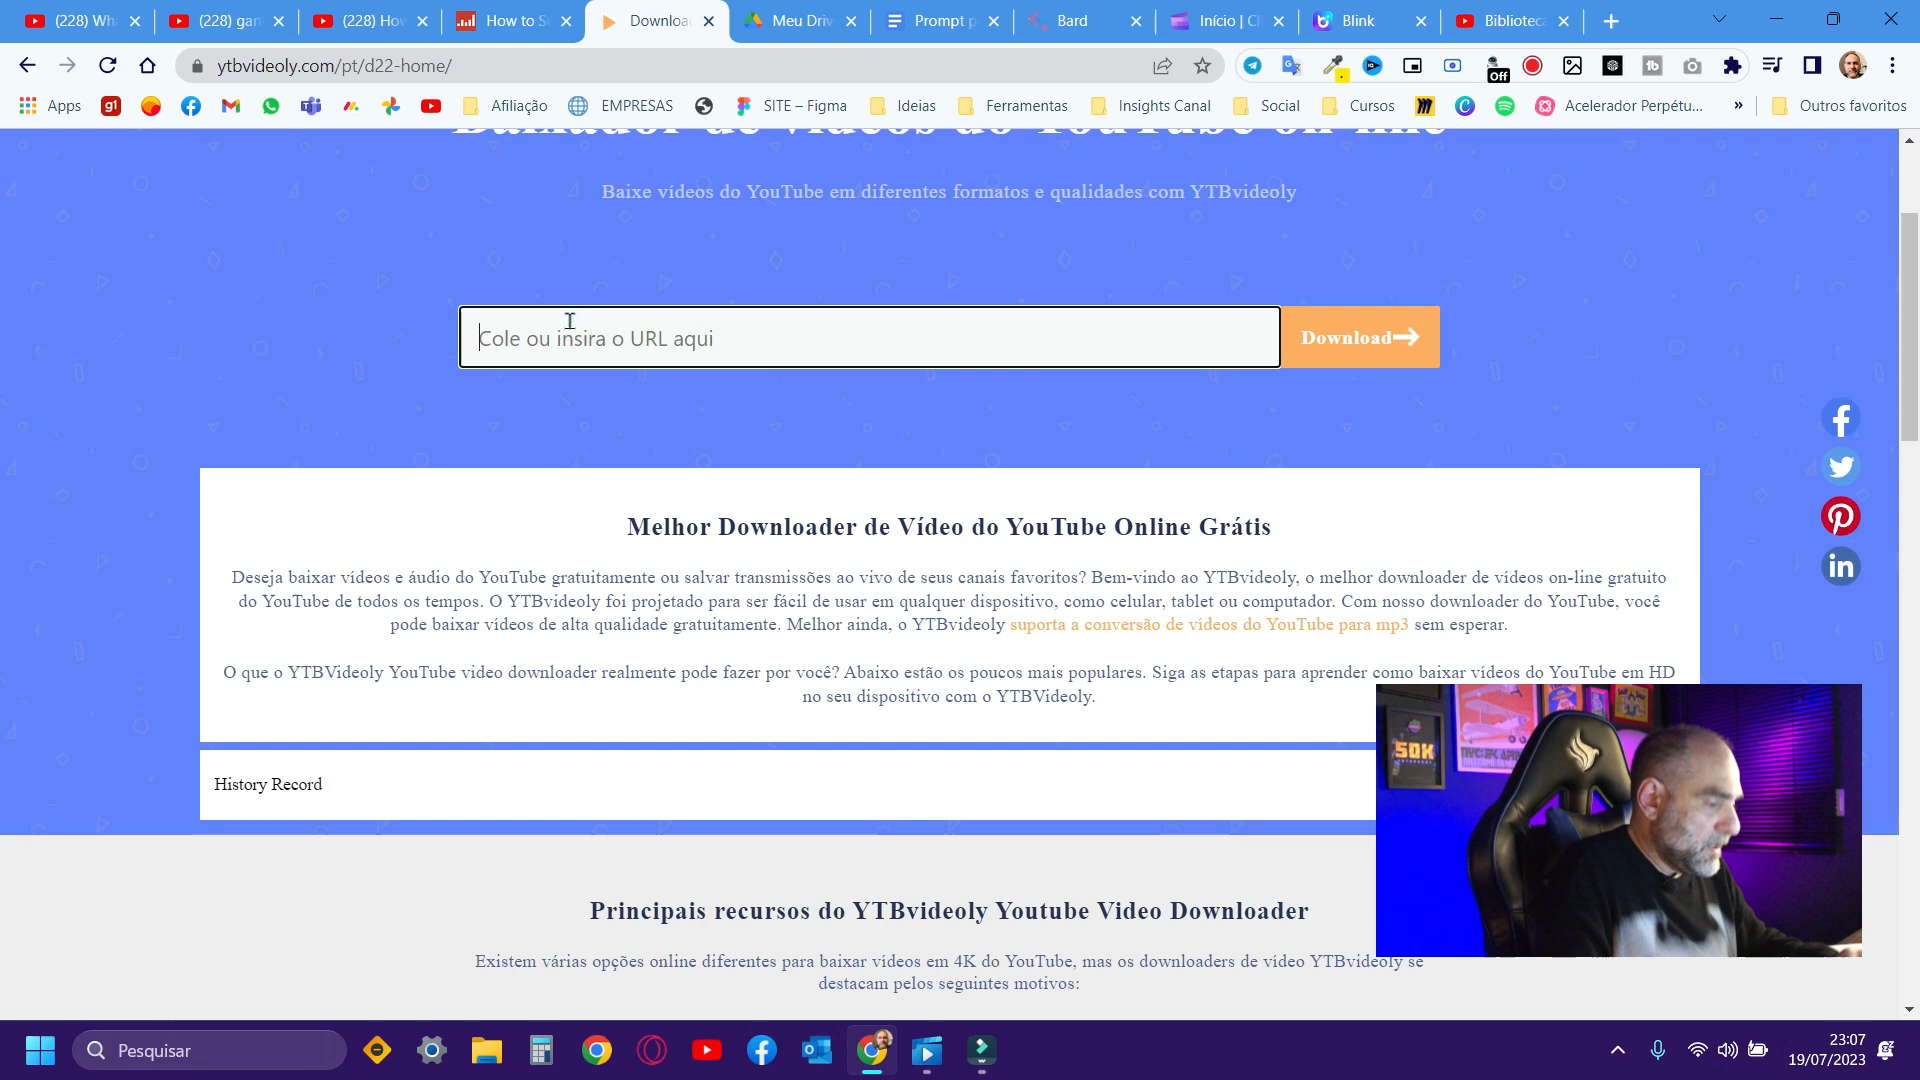 (228) Wh
(228) gan
(228) How
How to S
Downloa
Meu Driv
Prompt p
Bard
Início | Cl
Blink
Bibliotec
ytbvideoly.com/pt/d22-home/
Off
Apps
Afiliação
EMPRESAS
SITE – Figma
Ideias
Ferramentas
Insights Canal
Social
Cursos
Acelerador Perpétu...
»
Outros favoritos
Baixador de vídeos do YouTube on-line
Baixe vídeos do YouTube em diferentes formatos e qualidades com YTBvideoly
Cole ou insira o URL aqui
Download
Melhor Downloader de Vídeo do YouTube Online Grátis
Deseja baixar vídeos e áudio do YouTube gratuitamente ou salvar transmissões ao vivo de seus canais favoritos? Bem-vindo ao YTBvideoly, o melhor downloader de vídeos on-line gratuito
do YouTube de todos os tempos. O YTBvideoly foi projetado para ser fácil de usar em qualquer dispositivo, como celular, tablet ou computador. Com nosso downloader do YouTube, você
pode baixar vídeos de alta qualidade gratuitamente. Melhor ainda, o YTBvideoly suporta a conversão de vídeos do YouTube para mp3 sem esperar.
O que o YTBVideoly YouTube video downloader realmente pode fazer por você? Abaixo estão os poucos mais populares. Siga as etapas para aprender como baixar vídeos do YouTube em HD
no seu dispositivo com o YTBVideoly.
History Record
50K
Principais recursos do YTBvideoly Youtube Video Downloader
Existem várias opções online diferentes para baixar vídeos em 4K do YouTube, mas os downloaders de vídeo YTBvideoly se
destacam pelos seguintes motivos:
Pesquisar
23:07
19/07/2023